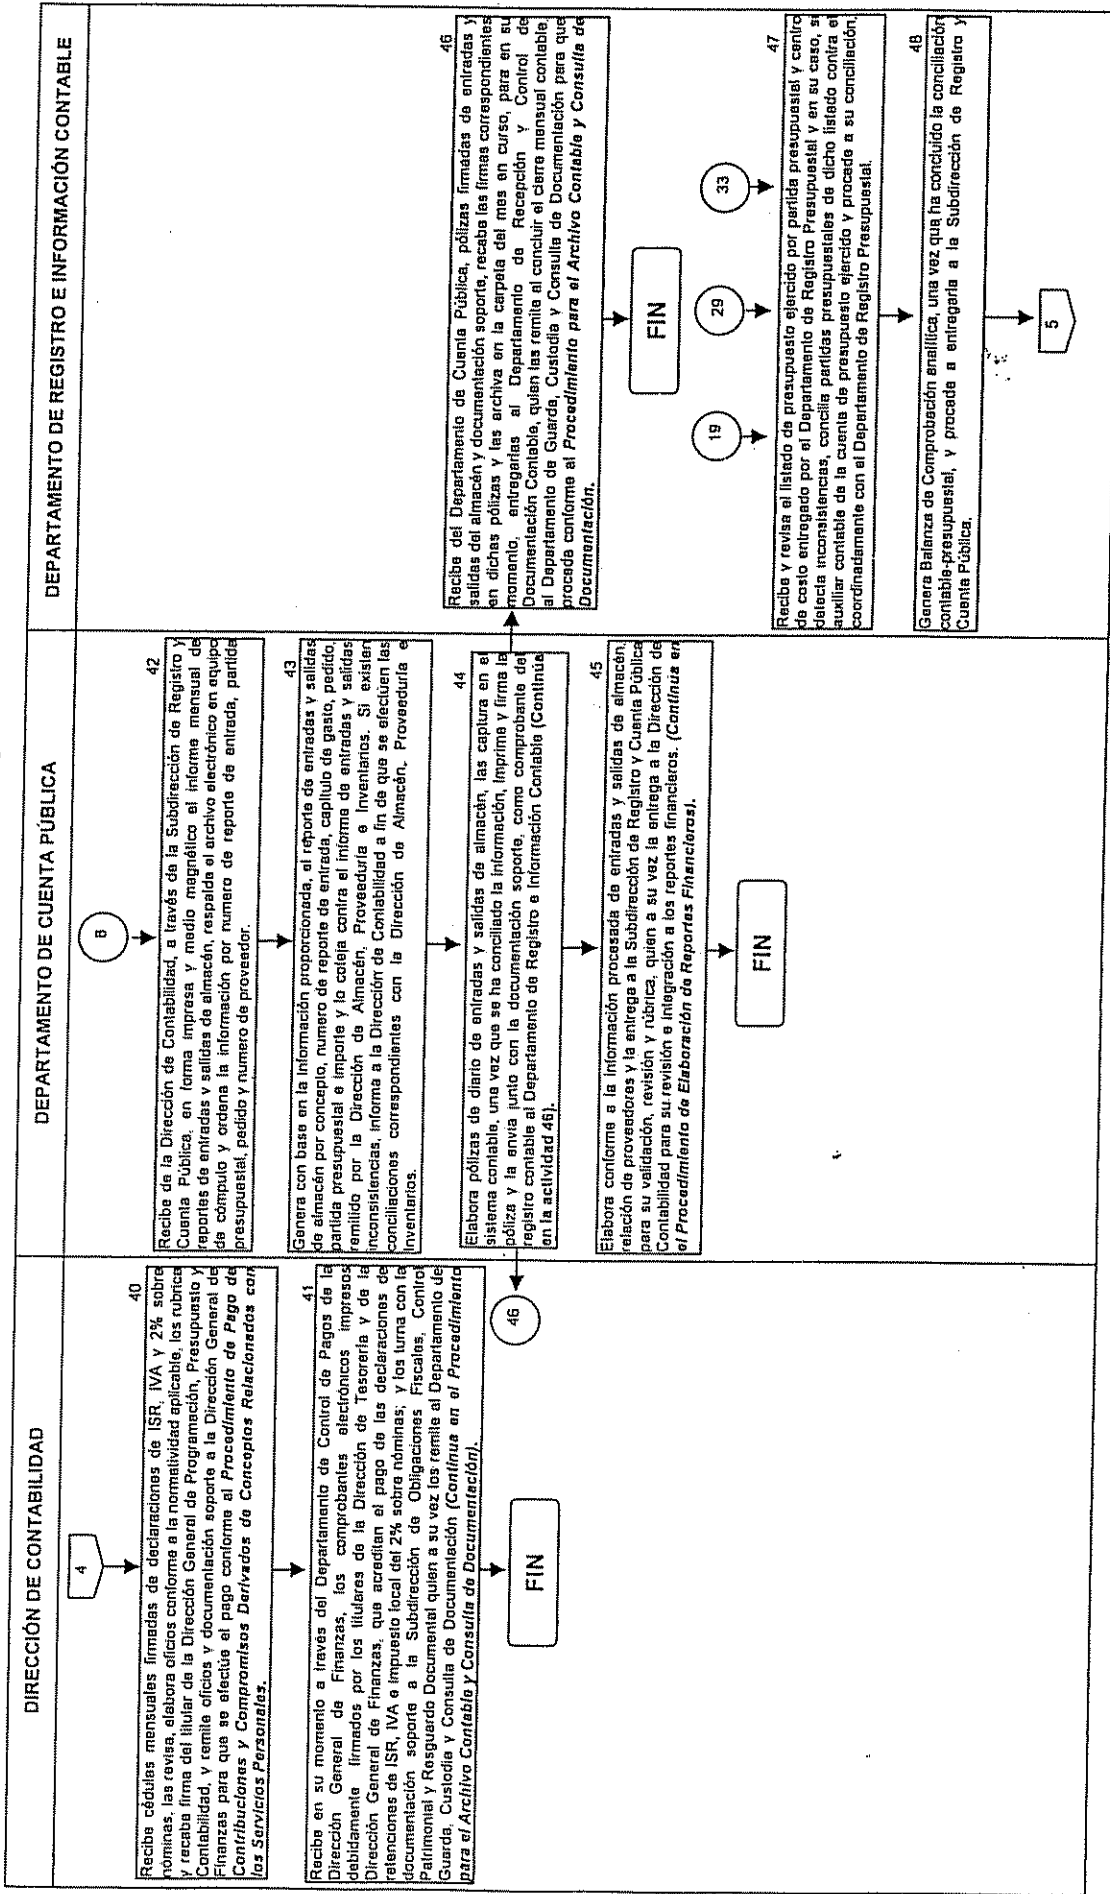 DIRECCIÓN DE CONTABILIDAD
4
40
Recibe cédulas mensuales firmadas de declaraciones de ISR, IVA y 2% sobre
nóminas, las revisa, elabora oficios conforme a la normatividad aplicable, los rubrica
y recaba firma del titular de la Dirección General de Programación, Presupuesto y
Contabilidad, y remite oficios y documentación soporte a la Dirección General de
Finanzas para que se efectúe el pago conforme al Procedimiento de Pago de
Contribuciones y Compromisos Derivados de Conceptos Relacionados con
los Servicios Personales.
41
Recibe en su momento a través del Departamento de Control de Pagos de la
Dirección General de Finanzas, los comprobantes electrónicos impresos
debidamente firmados por los titulares de la Dirección de Tesorería y de la
Dirección General de Finanzas, que acreditan el pago de las declaraciones de
retenciones de ISR, IVA e impuesto local del 2% sobre nóminas; y los turna con la
documentación soporte a la Subdirección de Obligaciones Fiscales, Control
Patrimonial y Resguardo Documental quien a su vez los remite al Departamento de
Guarda, Custodia y Consulta de Documentación (Continua en el Procedimiento
para el Archivo Contable y Consulta de Documentación).
46
FIN
DEPARTAMENTO DE CUENTA PÚBLICA
B
42
Recibe de la Dirección de Contabilidad, a través de la Subdirección de Registro y
Cuenta Pública, en forma impresa y medio magnético el informe mensual de
reportes de entradas y salidas de almacén, respalda el archivo electrónico en equipo
de cómputo y ordena la información por numero de reporte de entrada, partida
presupuestal, pedido y numero de proveedor.
43
Genera con base en la información proporcionada, el reporte de entradas y salidas
de almacén por concepto, numero de reporte de entrada, capítulo de gasto, pedido,
partida presupuestal e importe y lo coteja contra el informe de entradas y salidas
remitido por la Dirección de Almacén, Proveeduría e Inventarios. Si existen
inconsistencias, informa a la Dirección de Contabilidad a fin de que se efectúen las
conciliaciones correspondientes con la Dirección de Almacén, Proveeduría e
Inventarios.
44
Elabora pólizas de diario de entradas y salidas de almacén, las captura en el
sistema contable, una vez que se ha conciliado la información, imprime y firma la
póliza y la envía junto con la documentación soporte, como comprobante del
registro contable al Departamento de Registro e Información Contable (Continúa
en la actividad 46).
45
Elabora conforme a la información procesada de entradas y salidas de almacén,
relación de proveedores y la entrega a la Subdirección de Registro y Cuenta Pública
para su validación, revisión y rúbrica, quien a su vez la entrega a la Dirección de
Contabilidad para su revisión e integración a los reportes financieros. (Continúa en
el Procedimiento de Elaboración de Reportes Financieros).
FIN
DEPARTAMENTO DE REGISTRO E INFORMACIÓN CONTABLE
46
Recibe del Departamento de Cuenta Pública, pólizas firmadas de entradas y
salidas del almacén y documentación soporte, recaba las firmas correspondientes
en dichas pólizas y las archiva en la carpeta del mes en curso, para en su
momento, entregarlas al Departamento de Recepción y Control de
Documentación Contable, quien las remite al concluir el cierre mensual contable,
al Departamento de Guarda, Custodia y Consulta de Documentación para que
proceda conforme al Procedimiento para el Archivo Contable y Consulta de
Documentación.
FIN
19
29
33
47
Recibe y revisa el listado de presupuesto ejercido por partida presupuestal y centro
de costo entregado por el Departamento de Registro Presupuestal y en su caso, si
detecta inconsistencias, concilia partidas presupuestales de dicho listado contra el
auxiliar contable de la cuenta de presupuesto ejercido y procede a su conciliación,
coordinadamente con el Departamento de Registro Presupuestal.
48
Genera Balanza de Comprobación analítica, una vez que ha concluido la conciliación
contable-presupuestal, y procede a entregarla a la Subdirección de Registro y
Cuenta Pública.
5